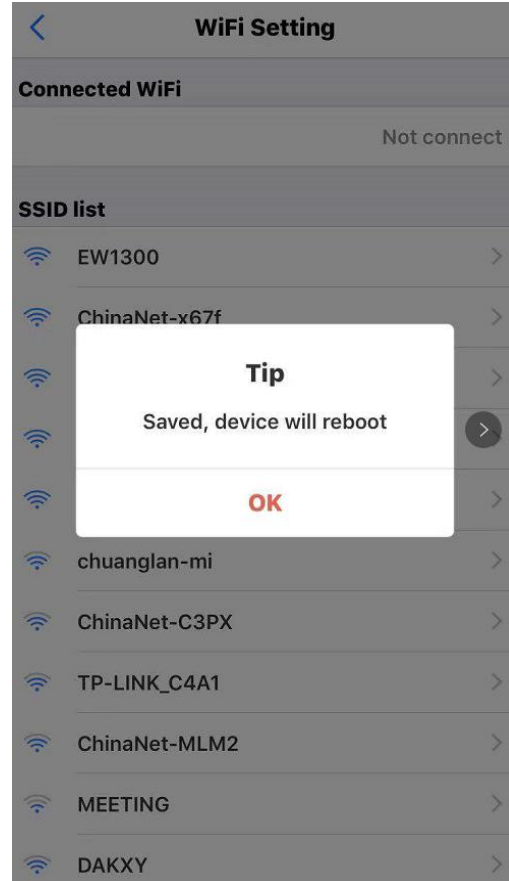 WiFi Setting
Connected WiFi
Not connect
SSID list
EW1300
ChinaNet-x67f
Tip
Saved, device will reboot
OK
chuanglan-mi
ChinaNet-C3PX
TP-LINK_C4A1
ChinaNet-MLM2
MEETING
DAKXY